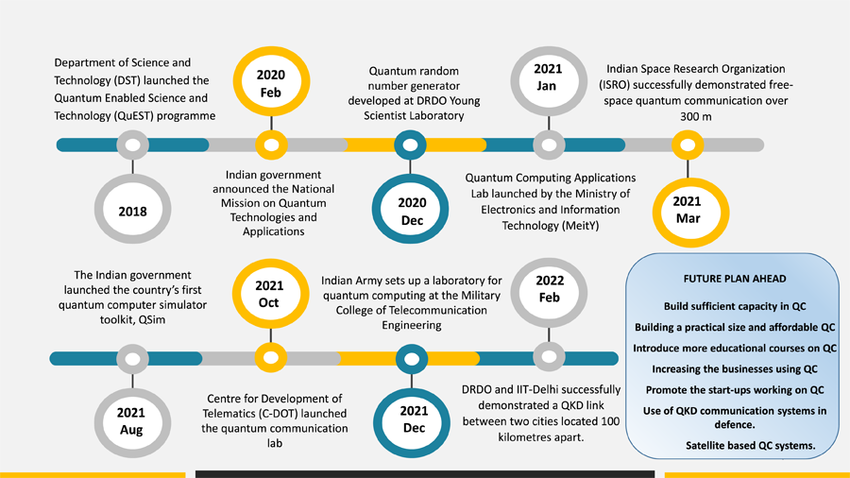 Department of Science and
Technology (DST) launched the
Quantum Enabled Science and
Technology (QuEST) programme
2018
2020
Feb
Indian government
announced the National
Mission on Quantum
Technologies and
Applications
Quantum random
number generator
developed at DRDO Young
Scientist Laboratory
2020
Dec
2021
Jan
Quantum Computing Applications
Lab launched by the Ministry of
Electronics and Information
Technology (MeitY)
Indian Space Research Organization
(ISRO) successfully demonstrated free-
space quantum communication over
300 m
2021
Mar
The Indian government
launched the country's first
quantum computer simulator
toolkit, QSim
2021
Aug
2021
Oct
Centre for Development of
Telematics (C-DOT) launched
the quantum communication
lab
Indian Army sets up a laboratory for
quantum computing at the Military
College of Telecommunication
Engineering
2021
Dec
2022
Feb
DRDO and IIT-Delhi successfully
demonstrated a QKD link
between two cities located 100
kilometres apart.
FUTURE PLAN AHEAD
Build sufficient capacity in QC
Building a practical size and affordable QC
Introduce more educational courses on QC
Increasing the businesses using QC
Promote the start-ups working on QC
Use of QKD communication systems in
defence.
Satellite based QC systems.